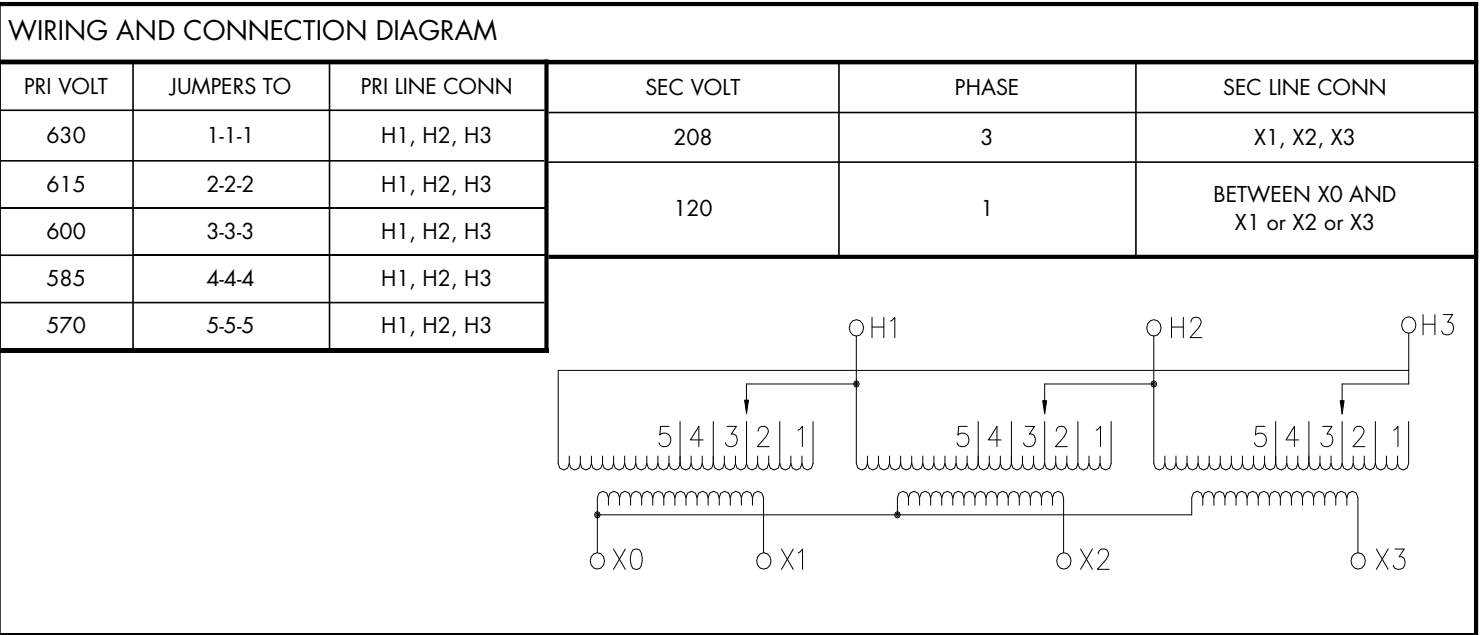 WIRING AND CONNECTION DIAGRAM
PRI VOLT JUMPERS TO PRI LINE CONN
630 1-1-1 H1, H2, H3
615 2-2-2 H1, H2, H3
600 3-3-3 H1, H2, H3
585 4-4-4 H1, H2, H3
570 5-5-5 H1, H2, H3
SEC VOLT PHASE SEC LINE CONN
208 3 X1, X2, X3
120 1 BETWEEN X0 AND
X1 or X2 or X3
H1 H2 H3
5 4 3 2 1 5 4 3 2 1 5 4 3 2 1
X0 X1 X2 X3